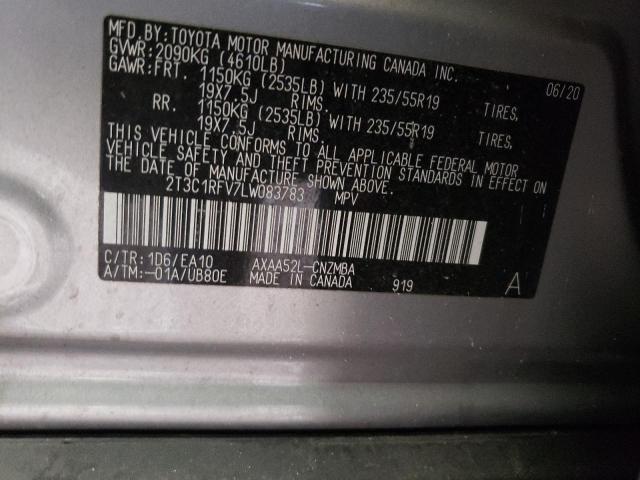 MFD.BY:TOYOTA MOTOR MANUFACTURING CANADA INC.
GVWR:2090KG (4610LB) 06/20
GAWR:FRT. 1150KG (2535LB) WITH 235/55R19 TIRES,
19X7.5J RIMS.
RR. 1150KG (2535LB) WITH 235/55R19 TIRES,
19X7.5J RIMS.
THIS VEHICLE CONFORMS TO ALL APPLICABLE FEDERAL MOTOR
VEHICLE SAFETY AND THEFT PREVENTION STANDARDS IN EFFECT ON
THE DATE OF MANUFACTURE SHOWN ABOVE.
2T3C1RFV7LW083783 MPV
C/TR:1D6/EA10 AXAA52L-CNZMBA
A/TM:-01A/UB80E MADE IN CANADA 919 A